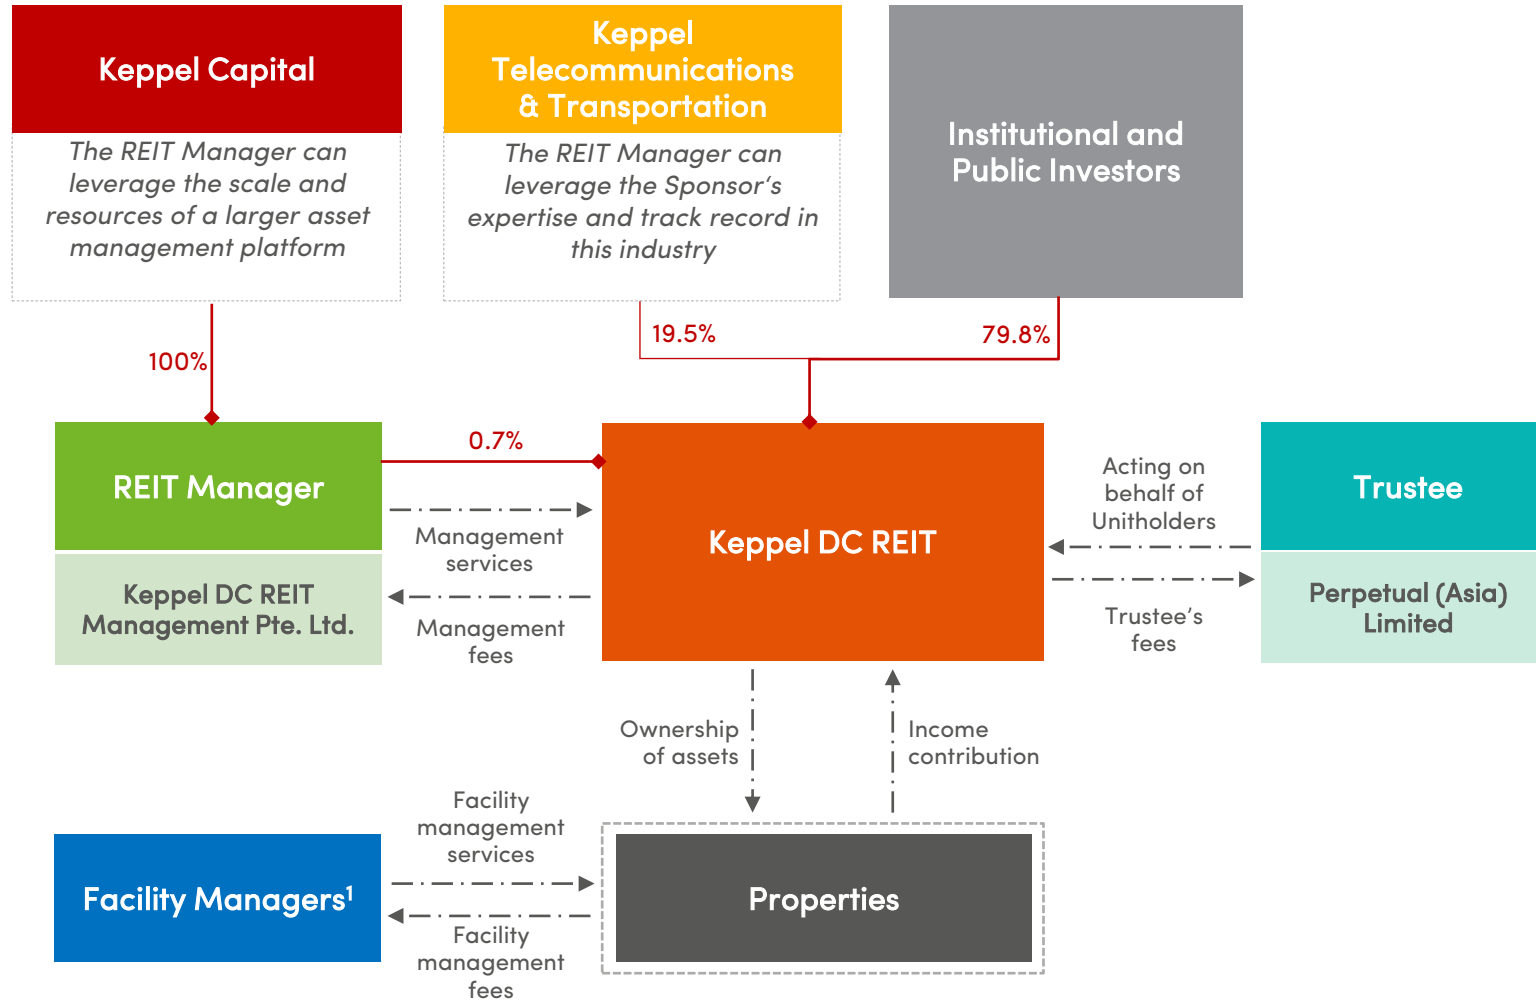 Keppel Capital
The REIT Manager can
leverage the scale and
resources of a larger asset
management platform
Keppel
Telecommunications
& Transportation
The REIT Manager can
leverage the Sponsor‘s
expertise and track record in
this industry
Institutional and
Public Investors
100%
19.5%
79.8%
REIT Manager
Keppel DC REIT
Management Pte. Ltd.
0.7%
Management
services
Management
fees
Keppel DC REIT
Acting on
behalf of
Unitholders
Trustee’s
fees
Trustee
Perpetual (Asia)
Limited
Ownership
of assets
Income
contribution
Facility Managers¹
Facility
management
services
Facility
management
fees
Properties